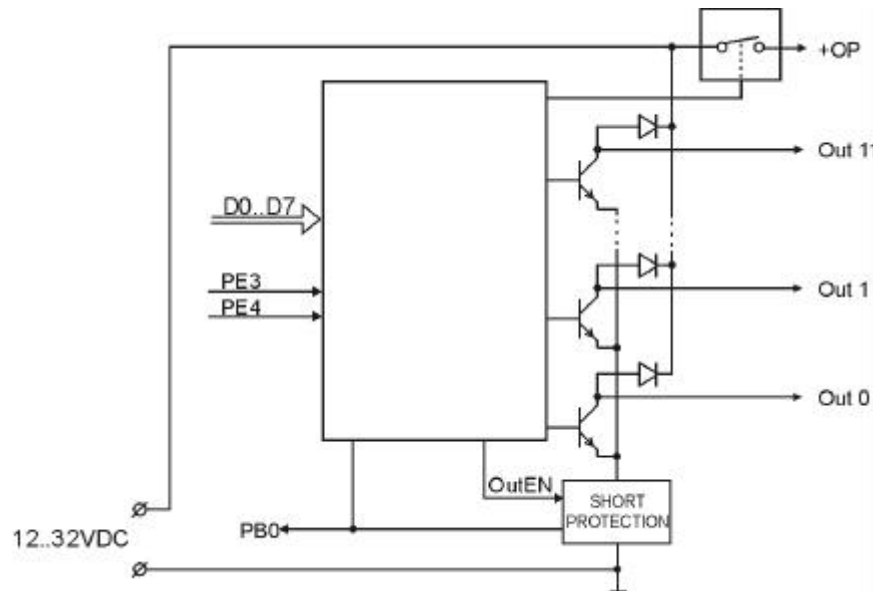 +OP
Out 11
D0..D7
PE3
PE4
Out 1
Out 0
OutEN
SHORT
PROTECTION
PB0
12..32VDC